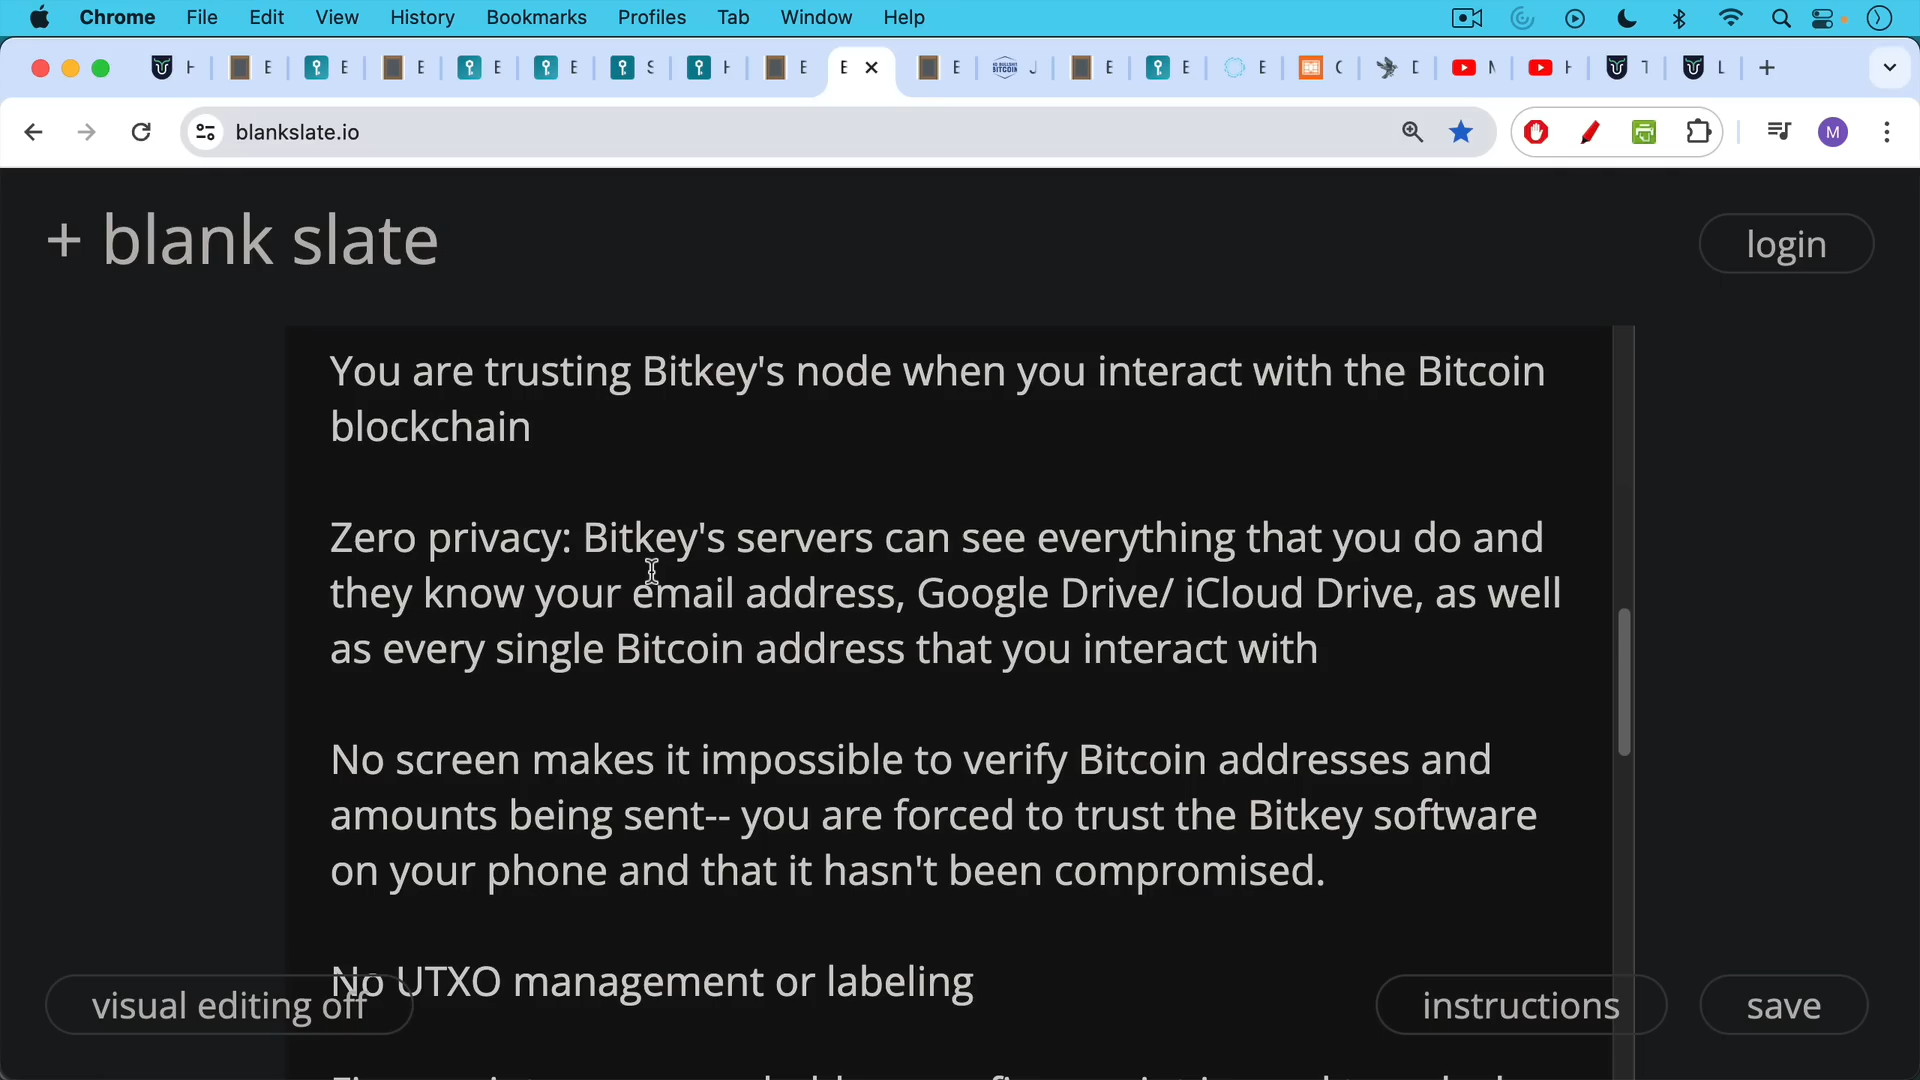 Chrome File Edit View History Bookmarks Profiles Tab Window Help
H E E E E E S H E E E BITCOIN J E E E C D M H T L
blankslate.io
M
+ blank slate
login
You are trusting Bitkey's node when you interact with the Bitcoin
blockchain
Zero privacy: Bitkey's servers can see everything that you do and
they know your email address, Google Drive/ iCloud Drive, as well
as every single Bitcoin address that you interact with
No screen makes it impossible to verify Bitcoin addresses and
amounts being sent-- you are forced to trust the Bitkey software
on your phone and that it hasn't been compromised.
No UTXO management or labeling
visual editing off
instructions
save